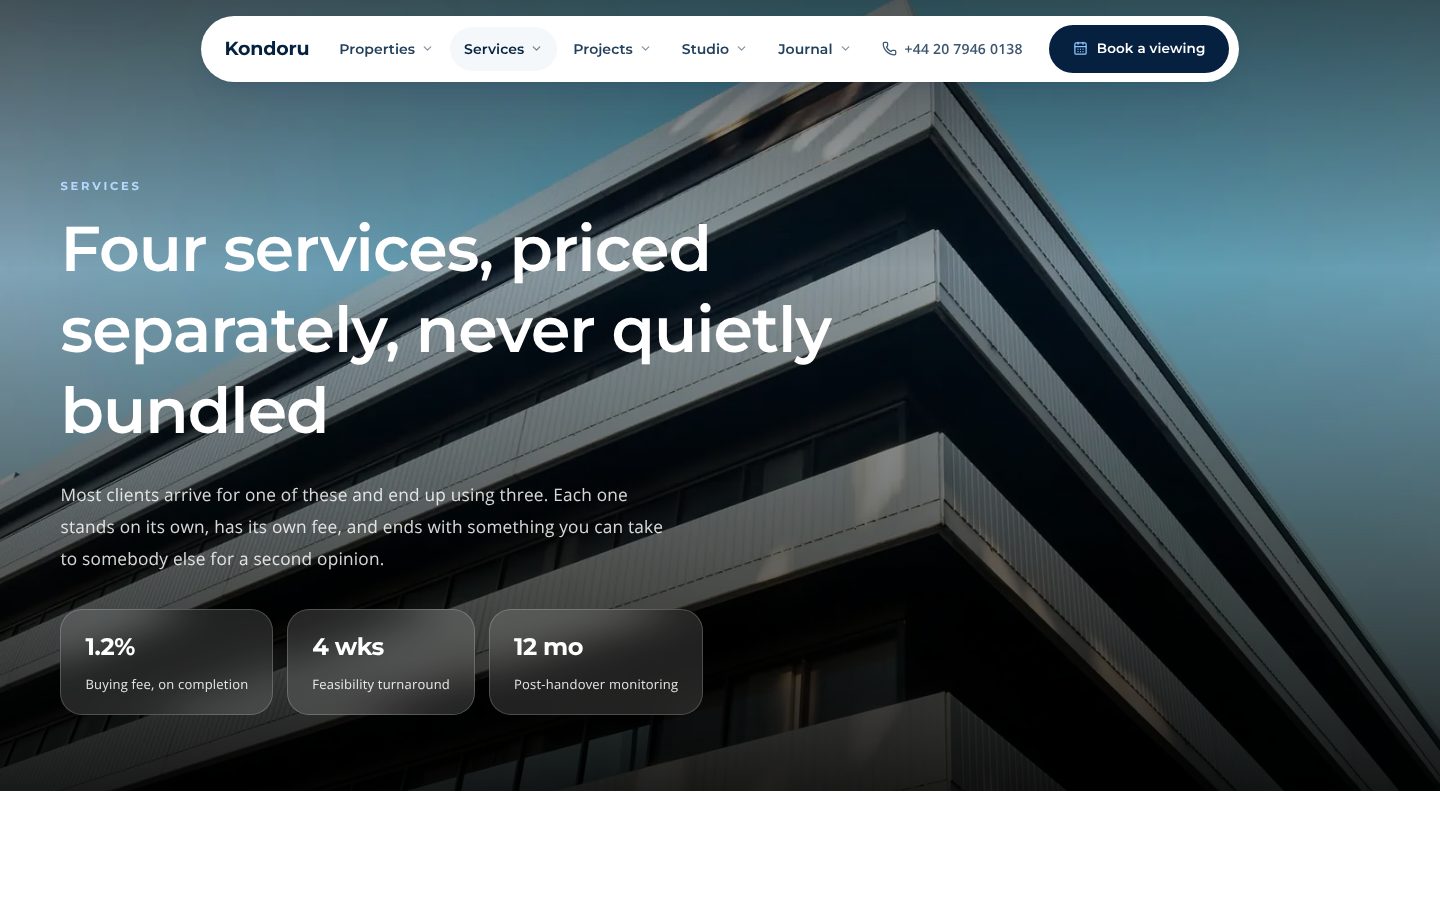 Kondoru
Properties
Services
Projects
Studio
Journal
+44 20 7946 0138
Book a viewing
SERVICES
Four services, priced
separately, never quietly
bundled
Most clients arrive for one of these and end up using three. Each one
stands on its own, has its own fee, and ends with something you can take
to somebody else for a second opinion.
1.2%
Buying fee, on completion
4 wks
Feasibility turnaround
12 mo
Post-handover monitoring